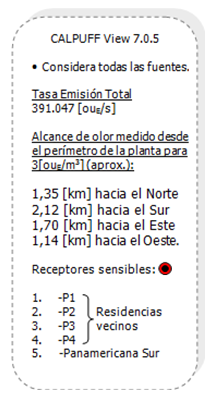 CALPUFF View 7.0.5
• Considera todas las fuentes.
Tasa Emisión Total
391.047 [ouE/s]
Alcance de olor medido desde
el perímetro de la planta para
3[ouE/m³] (aprox.):
1,35 [km] hacia el Norte
2,12 [km] hacia el Sur
1,70 [km] hacia el Este
1,14 [km] hacia el Oeste.
Receptores sensibles:
1. -P1
2. -P2
3. -P3
4. -P4
Residencias
vecinos
5. -Panamericana Sur